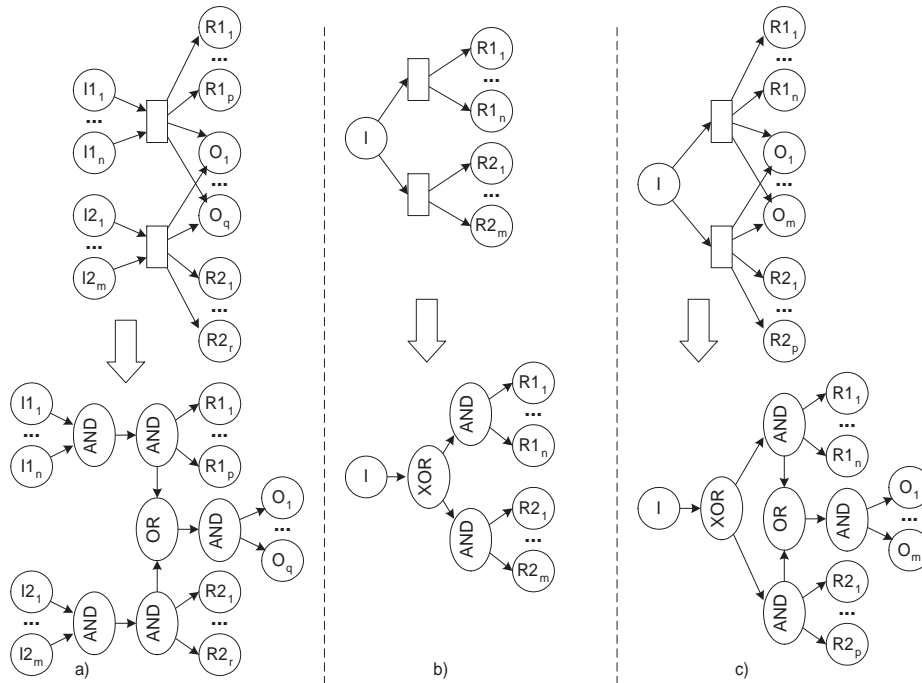 R1₁
...
R1ₚ
I1₁
...
I1ₙ
O₁
...
O_q
I2₁
...
I2ₘ
R2₁
...
R2ᵣ
I1₁
...
I1ₙ
AND
AND
R1₁
...
R1ₚ
OR
AND
O₁
...
O_q
I2₁
...
I2ₘ
AND
AND
R2₁
...
R2ᵣ
a)
R1₁
...
R1ₙ
I
R2₁
...
R2ₘ
I
XOR
AND
R1₁
...
R1ₙ
AND
R2₁
...
R2ₘ
b)
R1₁
...
R1ₙ
I
O₁
...
Oₘ
R2₁
...
R2ₚ
I
XOR
AND
R1₁
...
R1ₙ
OR
AND
O₁
...
Oₘ
AND
R2₁
...
R2ₚ
c)